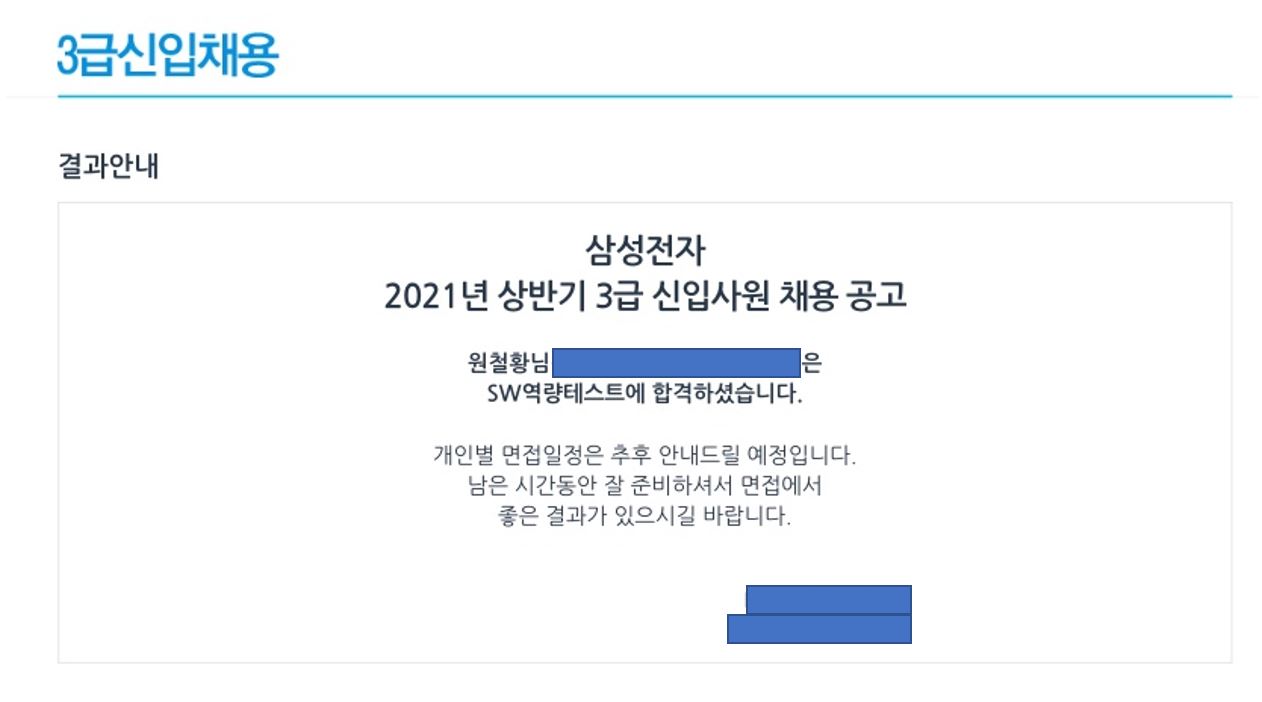 3급신입채용
결과안내
삼성전자
2021년 상반기 3급 신입사원 채용 공고
원철황님 은
SW역량테스트에 합격하셨습니다.
개인별 면접일정은 추후 안내드릴 예정입니다.
남은 시간동안 잘 준비하셔서 면접에서
좋은 결과가 있으시길 바랍니다.